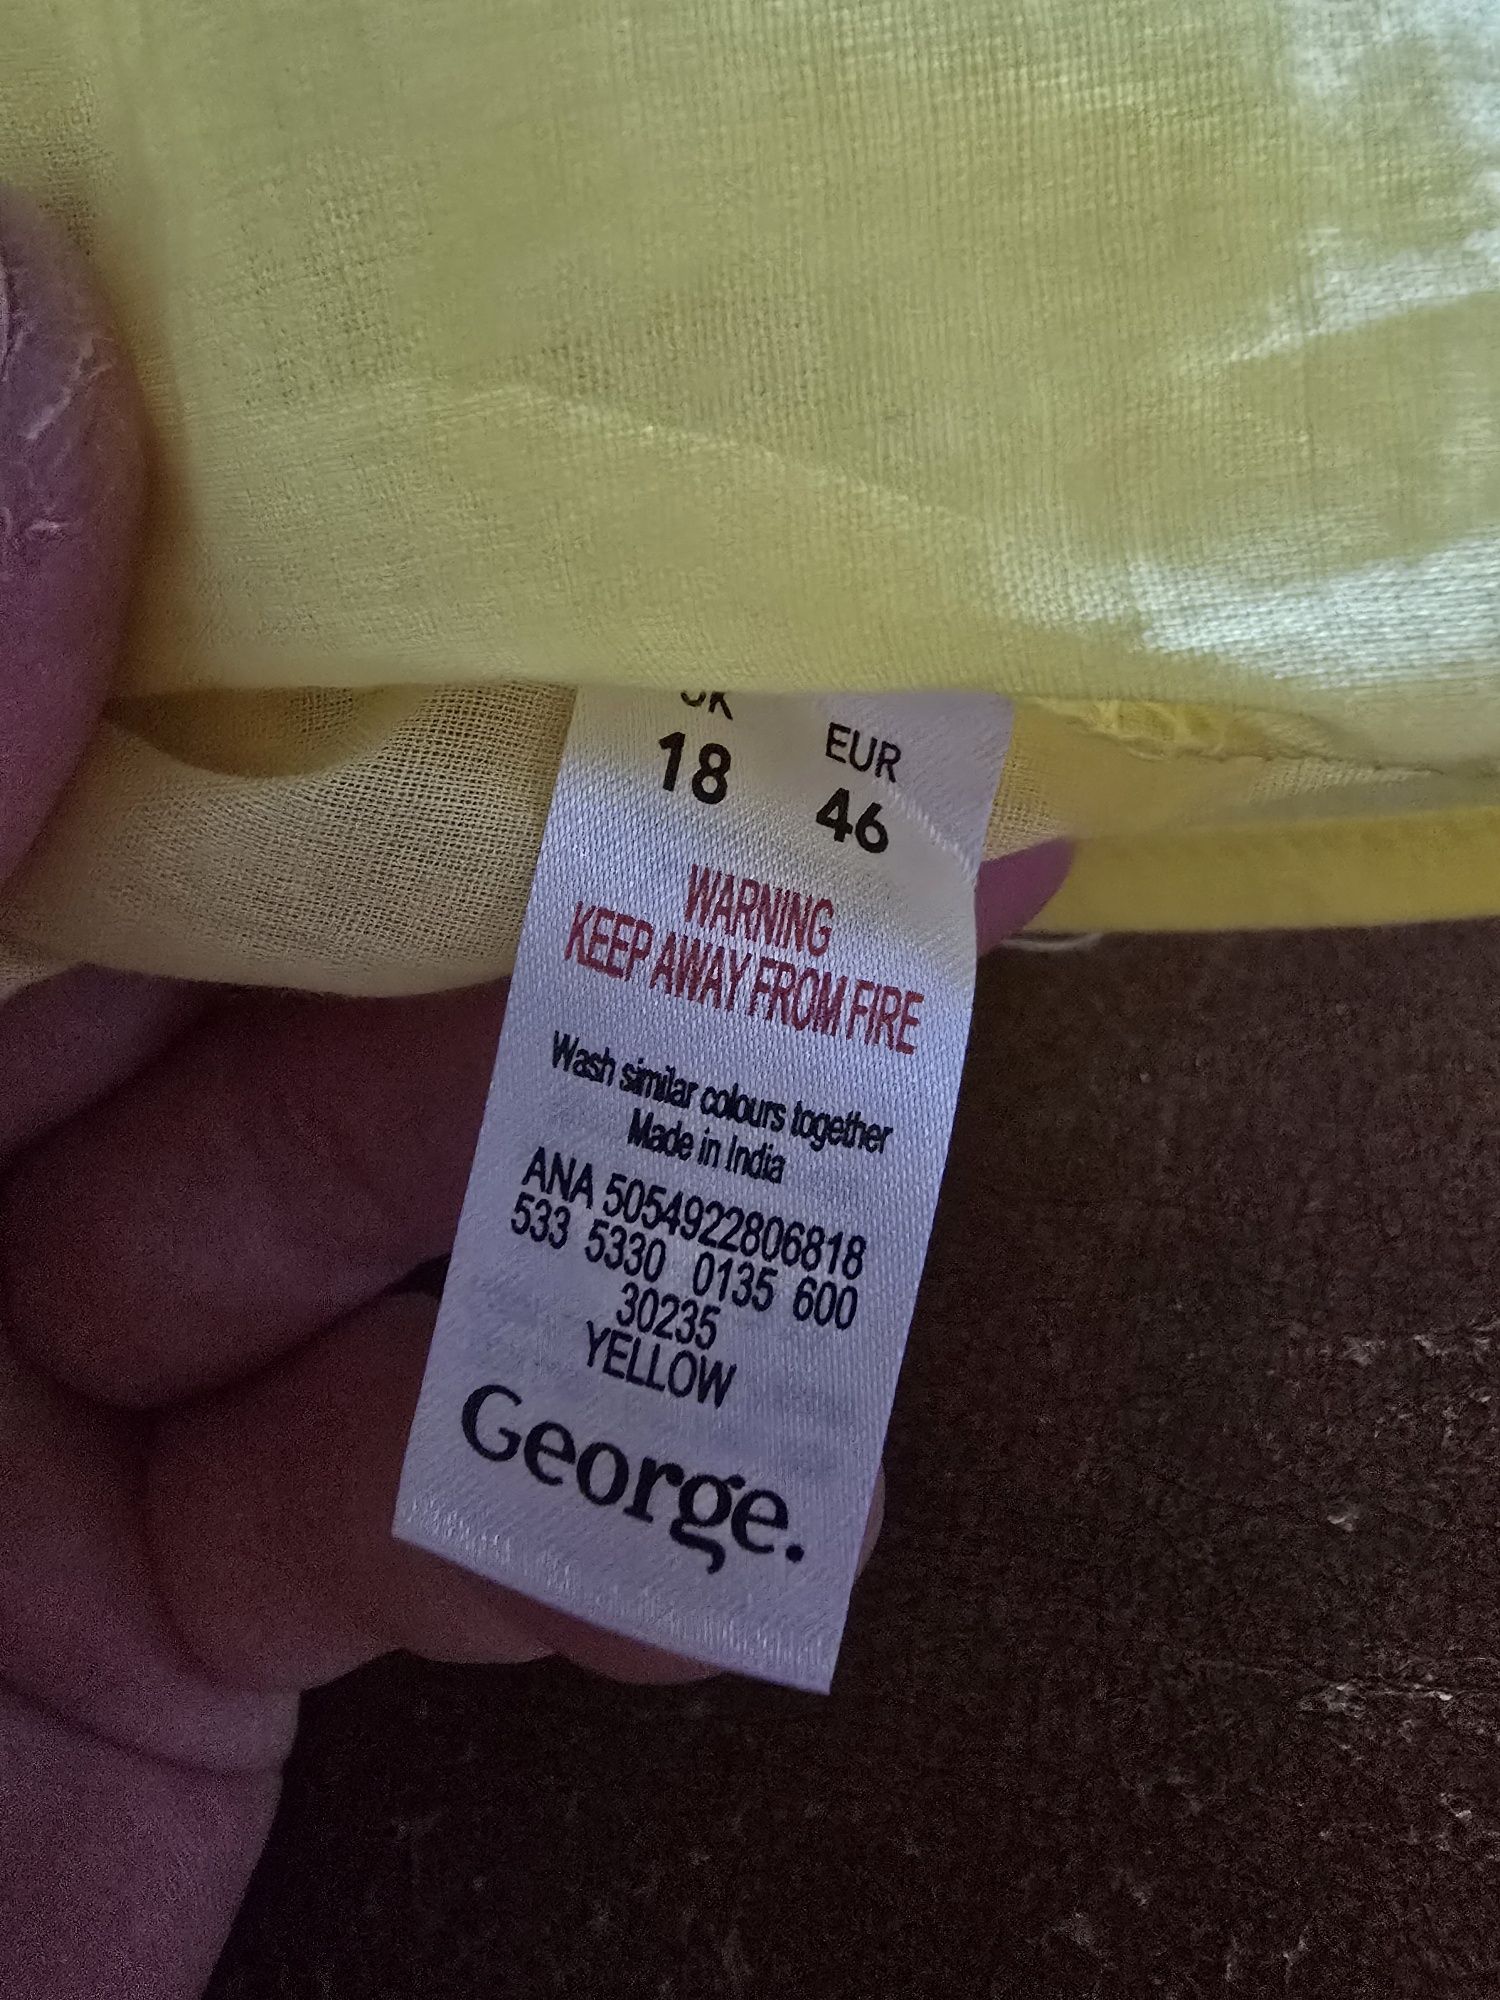 UK EUR
18 46
WARNING
KEEP AWAY FROM FIRE
Wash similar colours together
Made in India
ANA 5054922806818
533 5330 0135 600
30235
YELLOW
George.